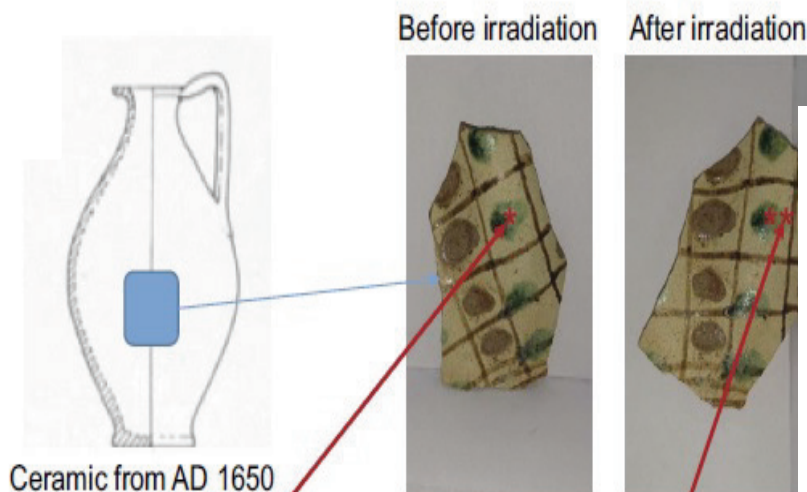 Before irradiation
After irradiation
*
**
Ceramic from AD 1650